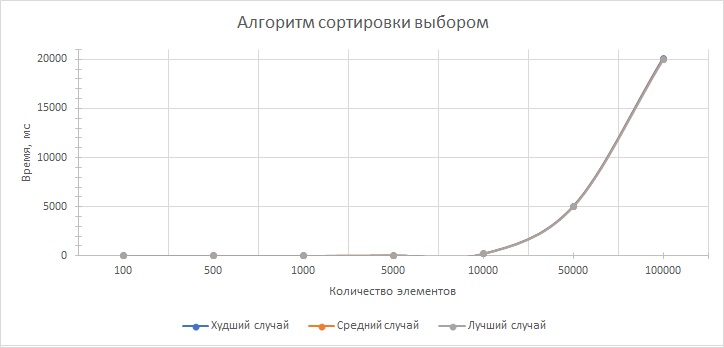 Алгоритм сортировки выбором
20000
15000
10000
5000
0
Время, мс
100 500 1000 5000 10000 50000 100000
Количество элементов
Худший случай Средний случай Лучший случай